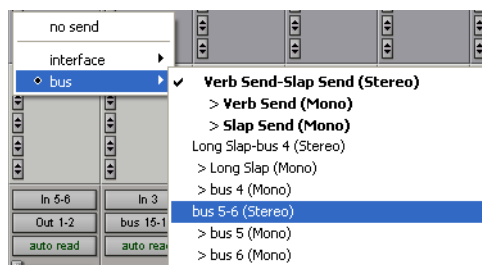 no send
interface
bus
Verb Send-Slap Send (Stereo)
> Verb Send (Mono)
> Slap Send (Mono)
Long Slap-bus 4 (Stereo)
> Long Slap (Mono)
> bus 4 (Mono)
bus 5-6 (Stereo)
> bus 5 (Mono)
> bus 6 (Mono)
In 5-6
In 3
Out 1-2
bus 15-1
auto read
auto rea